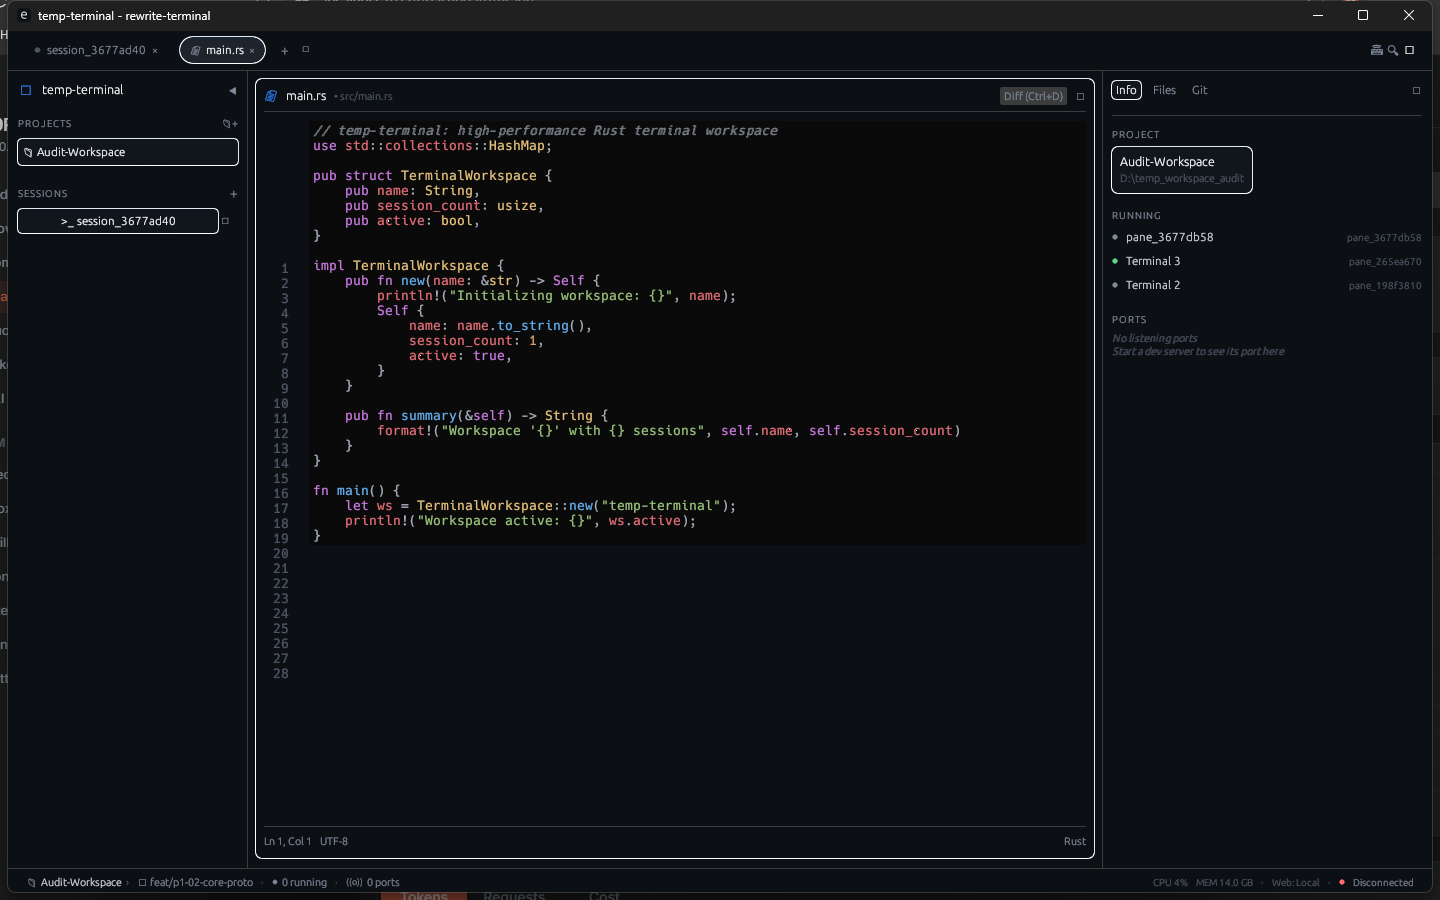 temp-terminal - rewrite-terminal
session_3677ad40 ×
main.rs ×
+
temp-terminal
PROJECTS
+
Audit-Workspace
SESSIONS
+
>_ session_3677ad40
main.rs • src/main.rs
Diff (Ctrl+D)
// temp-terminal: high-performance Rust terminal workspace
use std::collections::HashMap;
pub struct TerminalWorkspace {
pub name: String,
pub session_count: usize,
pub active: bool,
}
1 impl TerminalWorkspace {
2 pub fn new(name: &str) -> Self {
3 println!("Initializing workspace: {}", name);
4 Self {
5 name: name.to_string(),
6 session_count: 1,
7 active: true,
8 }
9 }
10
11 pub fn summary(&self) -> String {
12 format!("Workspace '{}' with {} sessions", self.name, self.session_count)
13 }
14 }
15
16 fn main() {
17 let ws = TerminalWorkspace::new("temp-terminal");
18 println!("Workspace active: {}", ws.active);
19 }
20
21
22
23
24
25
26
27
28
Ln 1, Col 1 UTF-8
Rust
Info Files Git
PROJECT
Audit-Workspace
D:\temp_workspace_audit
RUNNING
pane_3677db58 pane_3677db58
Terminal 3 pane_265ea670
Terminal 2 pane_198f3810
PORTS
No listening ports
Start a dev server to see its port here
Audit-Workspace › feat/p1-02-core-proto · • 0 running · ((o)) 0 ports
CPU 4% MEM 14.0 GB · Web: Local · Disconnected
Tokens Requests Cost